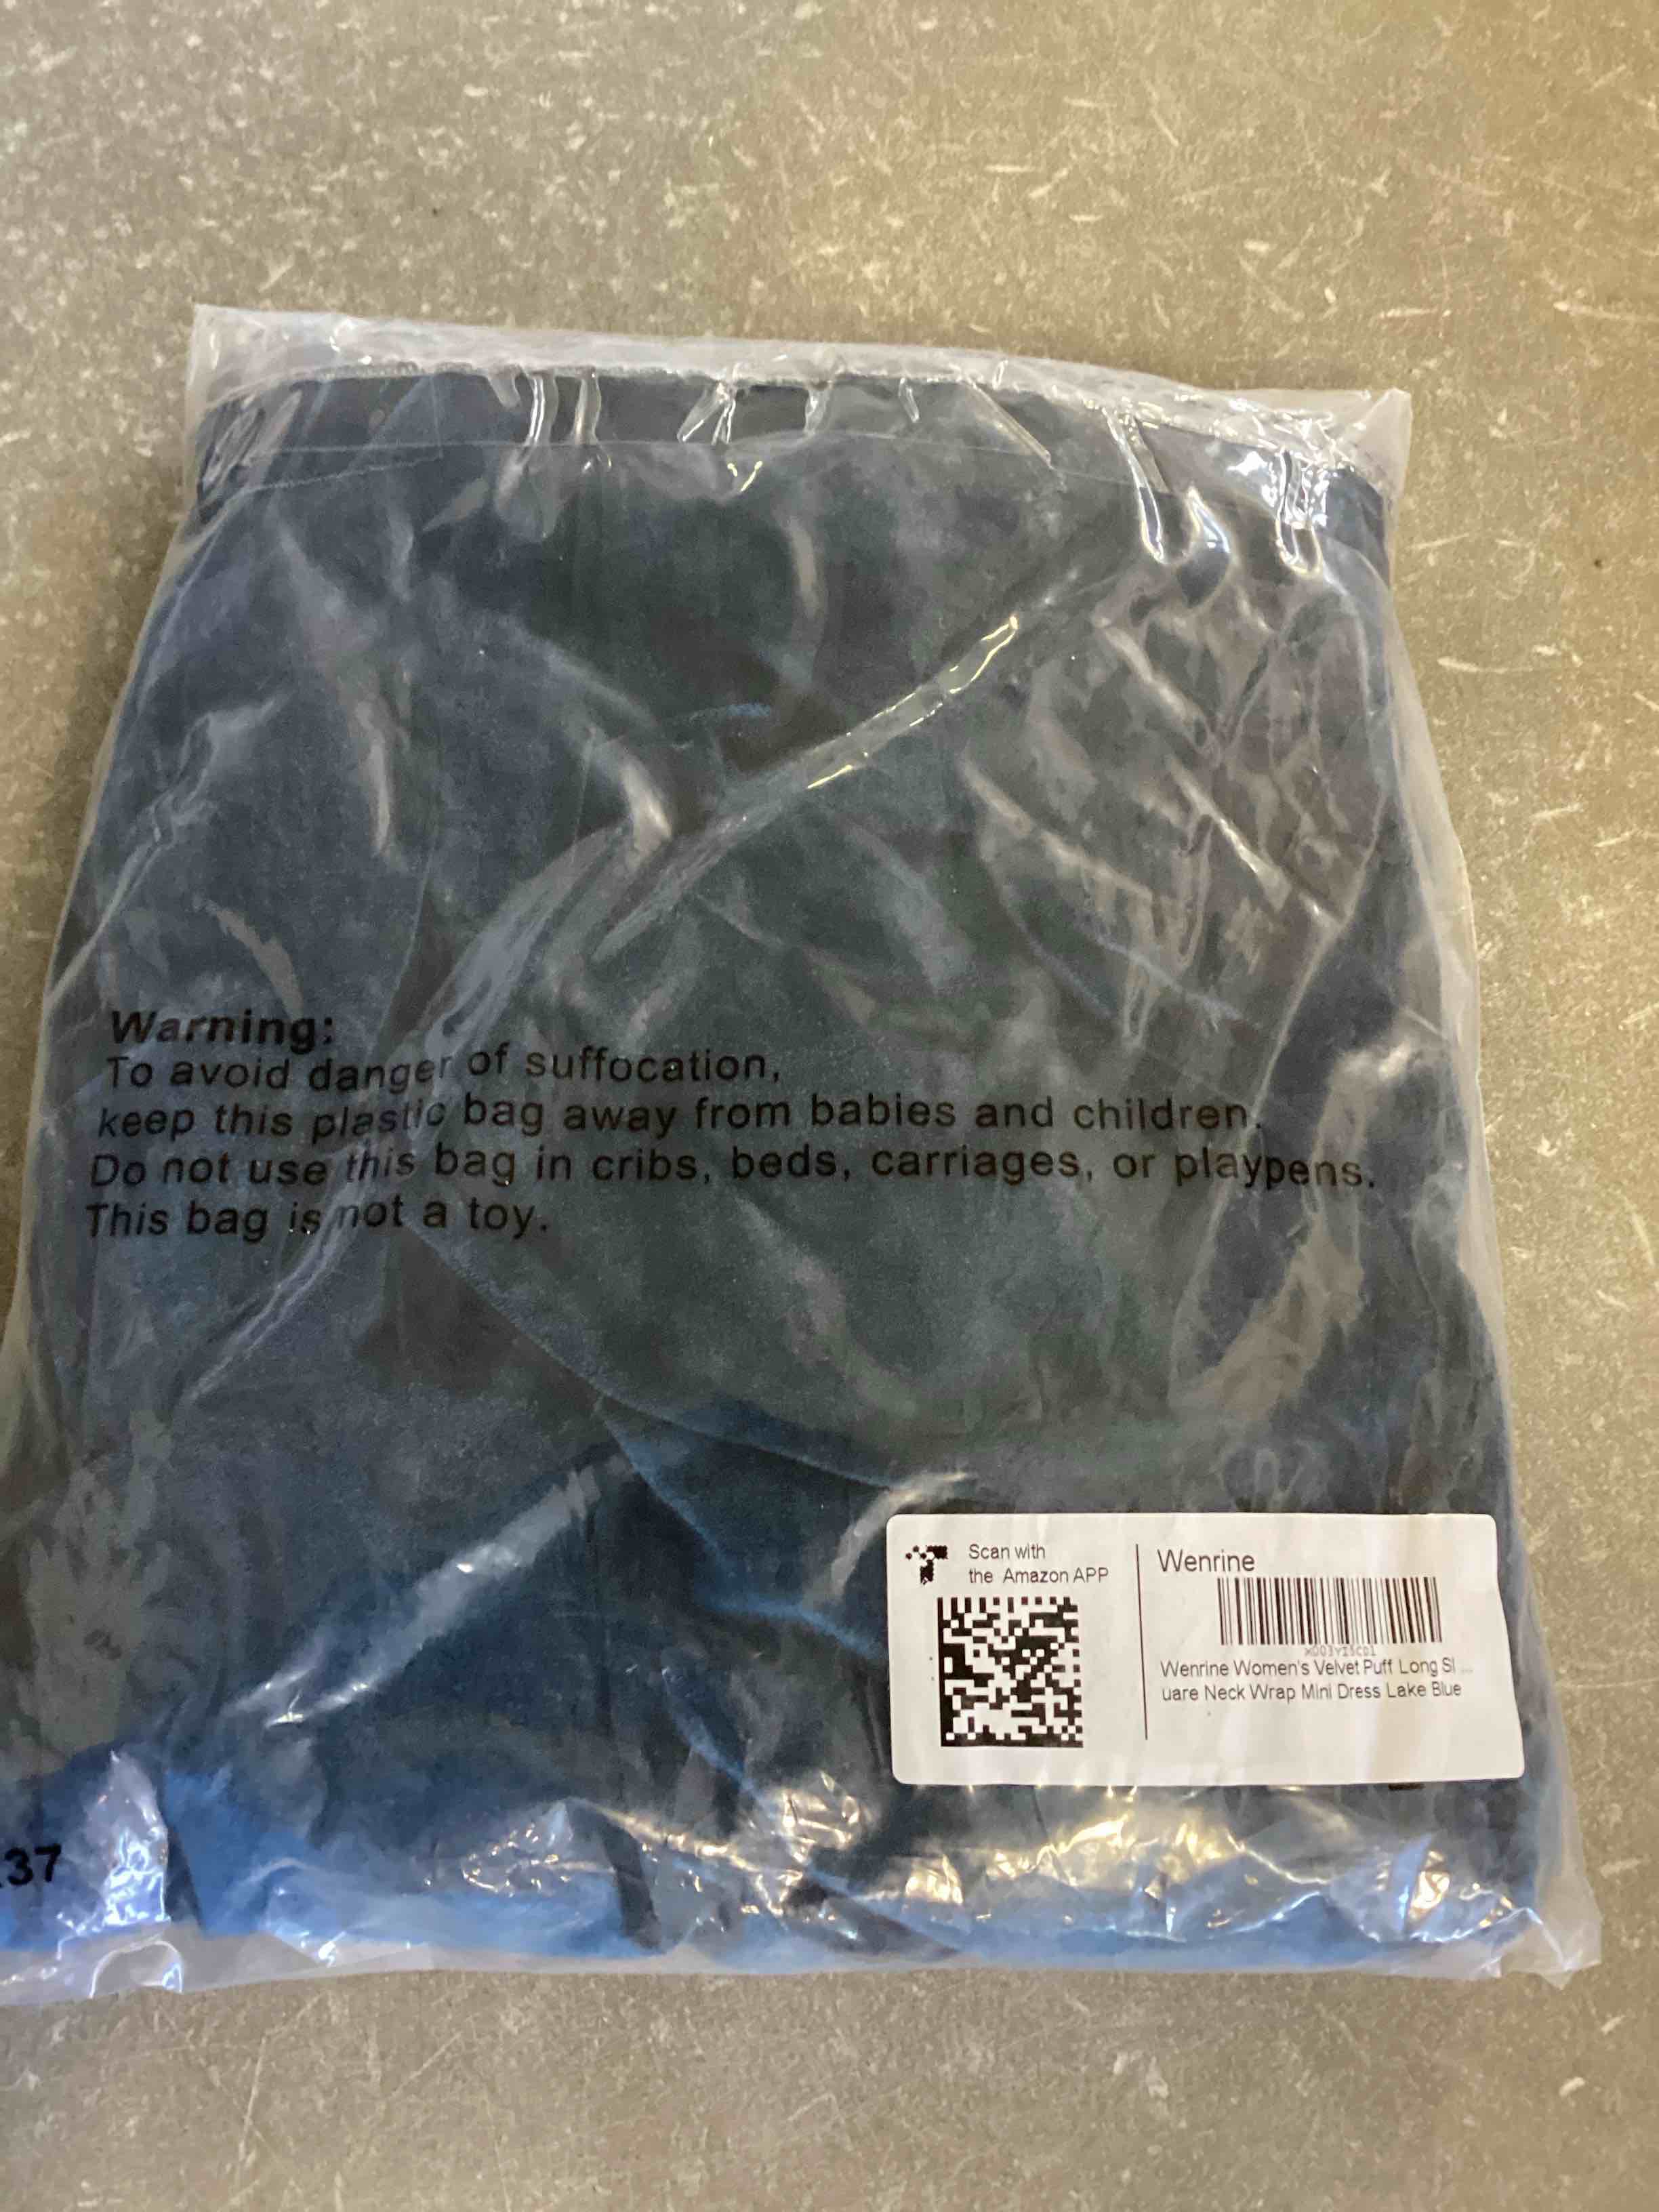 Warning:
To avoid danger of suffocation,
keep this plastic bag away from babies and children.
Do not use this bag in cribs, beds, carriages, or playpens.
This bag is not a toy.
Scan with
the Amazon APP
Wenrine
X003YI5C01
Wenrine Women's Velvet Puff Long Sl ...
uare Neck Wrap Mini Dress Lake Blue
37